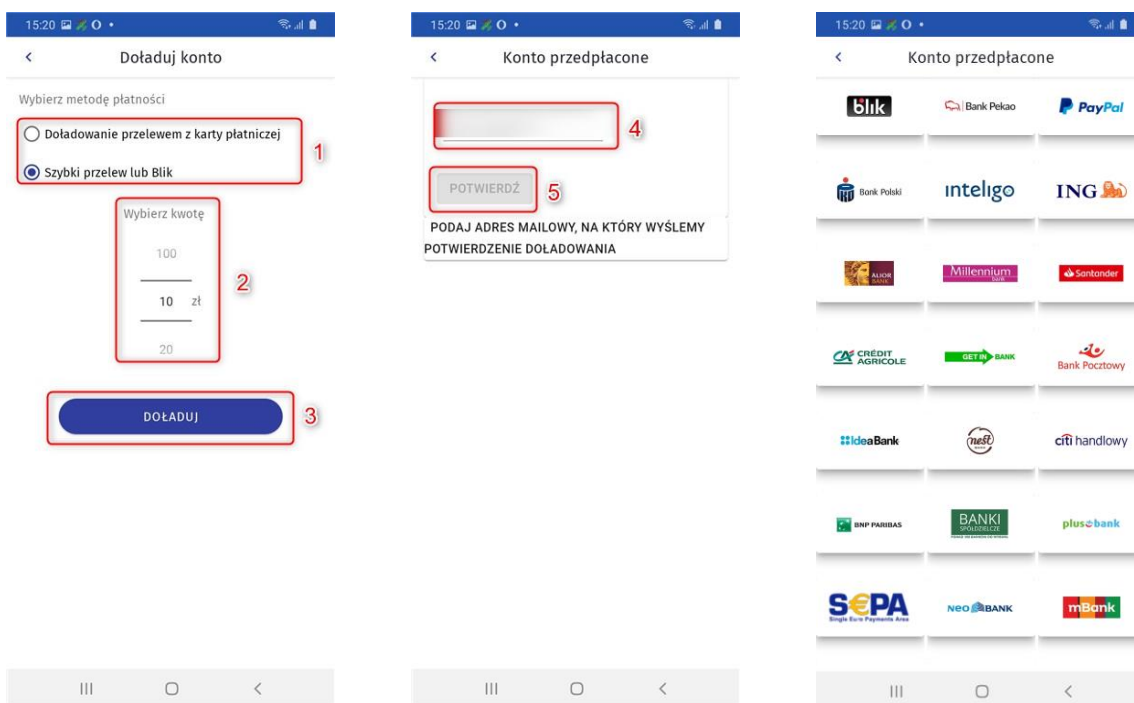 15:20
Doładuj konto
Wybierz metodę płatności
Doładowanie przelewem z karty płatniczej
Szybki przelew lub Blik
1
Wybierz kwotę
100
10 zł
20
2
DOŁADUJ
3
15:20
Konto przedpłacone
4
POTWIERDŹ
5
PODAJ ADRES MAILOWY, NA KTÓRY WYŚLEMY
POTWIERDZENIE DOŁADOWANIA
15:20
Konto przedpłacone
blik Bank Pekao PayPal
Bank Polski inteligo ING
ALIOR BANK Millennium bank Santander
CRÉDIT AGRICOLE GET IN BANK Bank Pocztowy
IdeaBank nest citi handlowy
BNP PARIBAS BANKI SPÓŁDZIELCZE plusbank
S€PA Single Euro Payments Area NEO BANK mBank